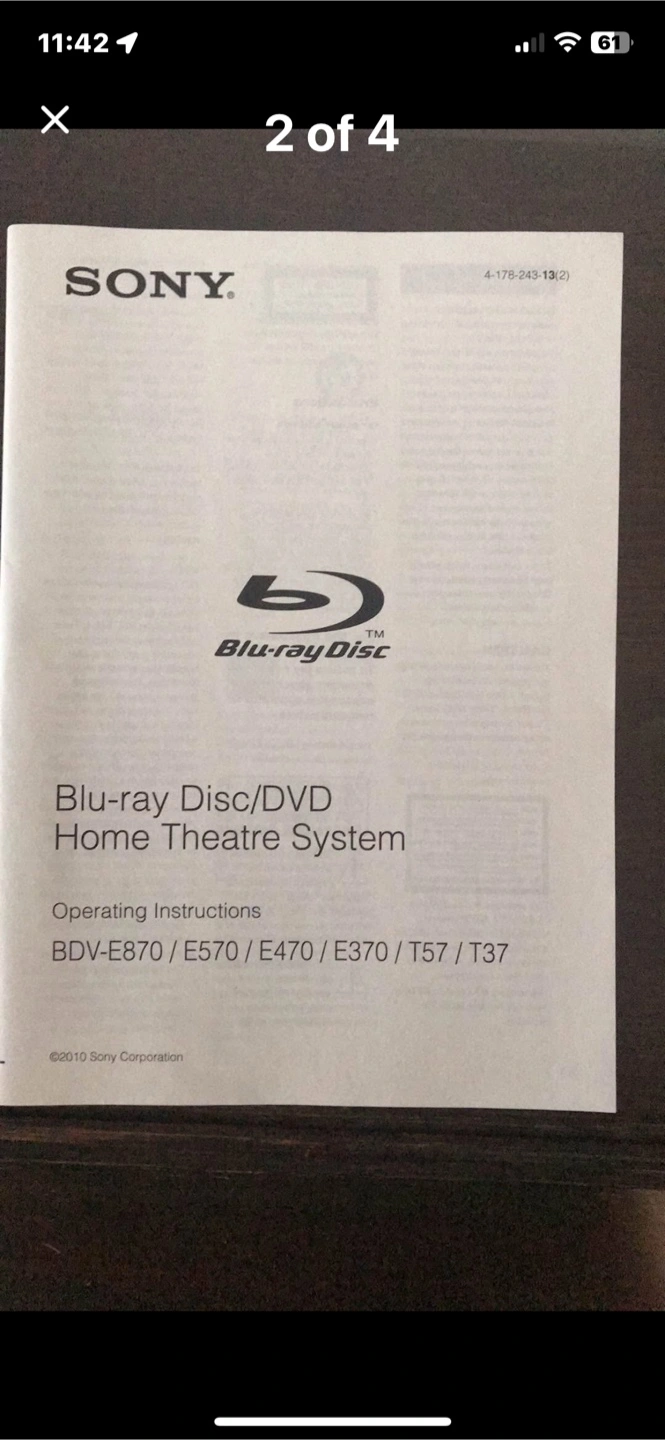 11:42
61
2 of 4
SONY®
4-178-243-13(2)
TM
Blu-ray Disc
Blu-ray Disc/DVD
Home Theatre System
Operating Instructions
BDV-E870 / E570 / E470 / E370 / T57 / T37
©2010 Sony Corporation